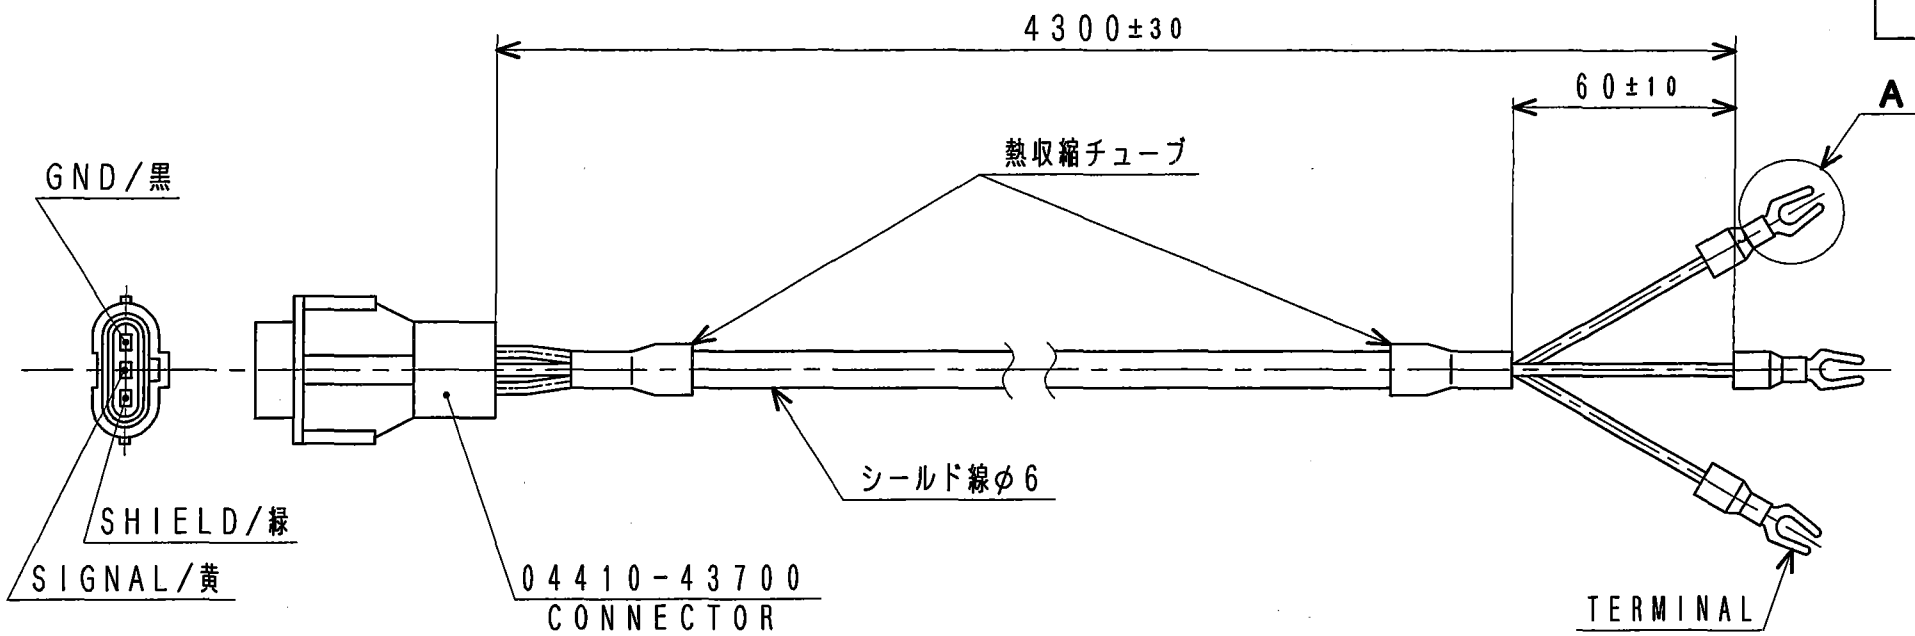 4300±30
60±10
A
熱収縮チューブ
GND/黒
シールド線φ6
SHIELD/緑
SIGNAL/黄
04410-43700
CONNECTOR
TERMINAL